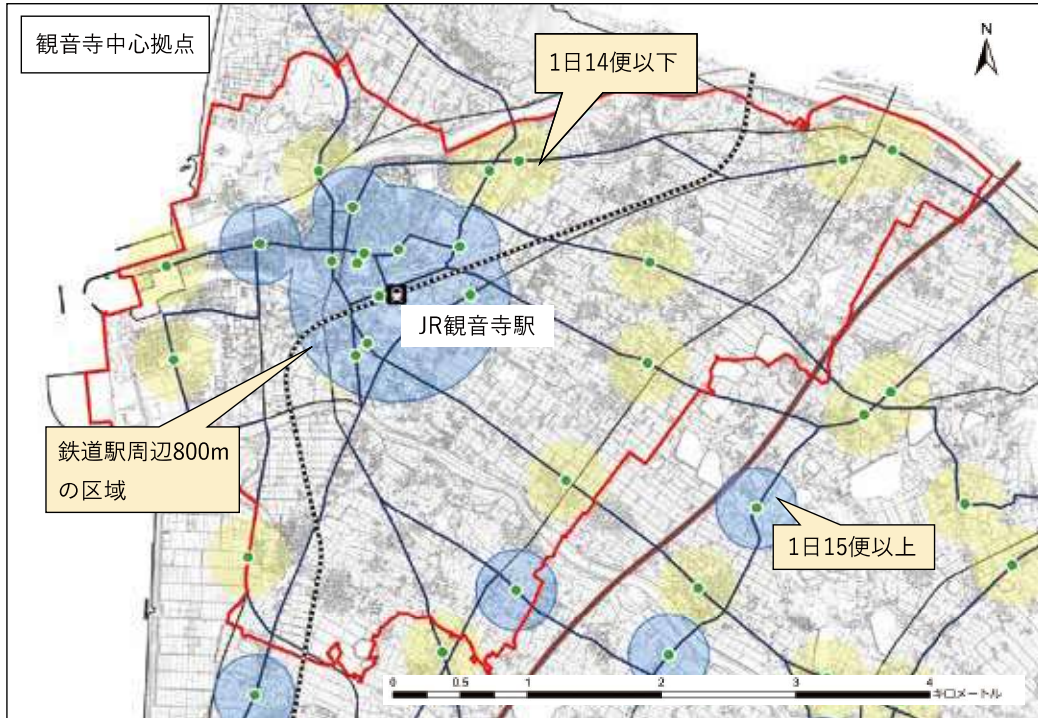 観音寺中心拠点
N
1日14便以下
JR観音寺駅
鉄道駅周辺800m
の区域
1日15便以上
0 0.5 1 2 3 4
キロメートル